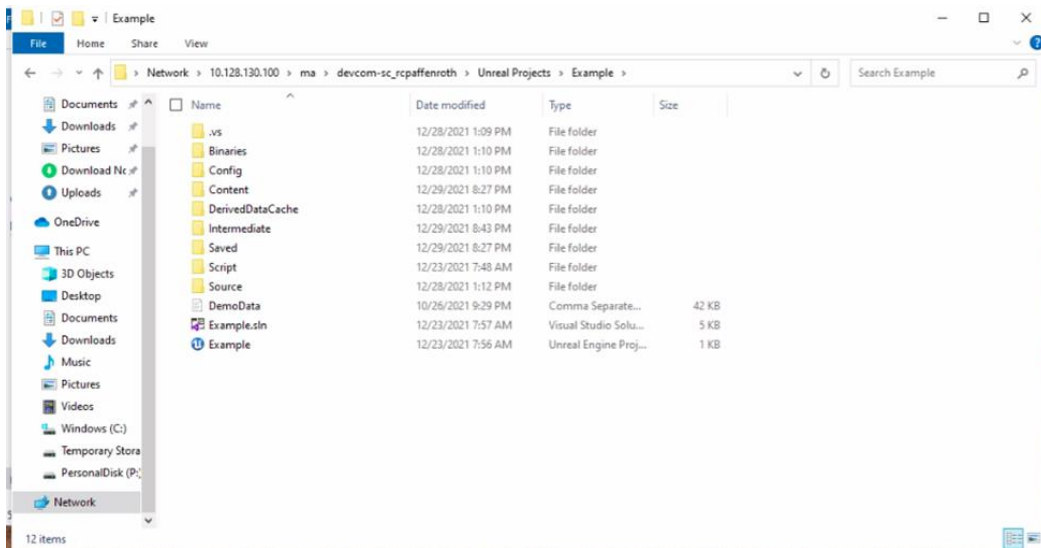 Example
File Home Share View
Network > 10.128.130.100 > ma > devcom-sc_rcpaffenroth > Unreal Projects > Example >
Search Example
Documents
Downloads
Pictures
Download Nc
Uploads
OneDrive
This PC
3D Objects
Desktop
Documents
Downloads
Music
Pictures
Videos
Windows (C:)
Temporary Stora
PersonalDisk (P:)
Network
Name Date modified Type Size
.vs 12/28/2021 1:09 PM File folder
Binaries 12/28/2021 1:10 PM File folder
Config 12/28/2021 1:10 PM File folder
Content 12/29/2021 8:27 PM File folder
DerivedDataCache 12/28/2021 1:10 PM File folder
Intermediate 12/29/2021 8:43 PM File folder
Saved 12/29/2021 8:27 PM File folder
Script 12/23/2021 7:48 AM File folder
Source 12/28/2021 1:12 PM File folder
DemoData 10/26/2021 9:29 PM Comma Separate... 42 KB
Example.sln 12/23/2021 7:57 AM Visual Studio Solu... 5 KB
Example 12/23/2021 7:56 AM Unreal Engine Proj... 1 KB
12 items